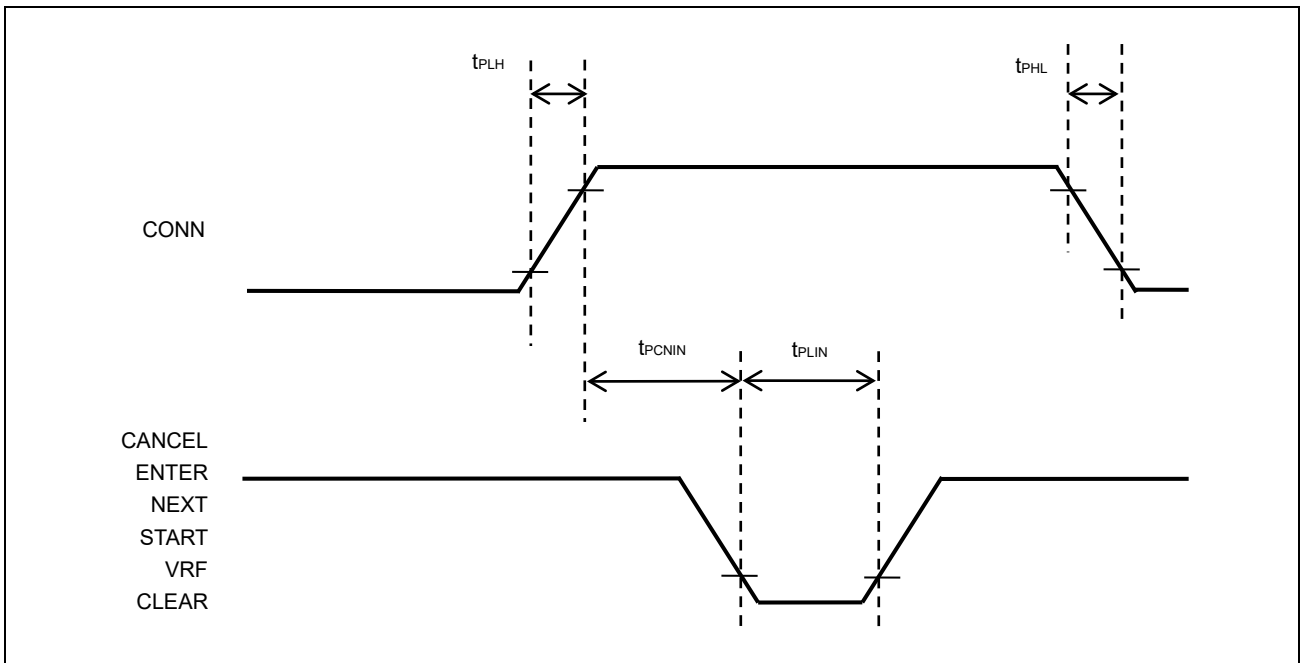 tPLH
tPHL
CONN
tPCNIN
tPLIN
CANCEL
ENTER
NEXT
START
VRF
CLEAR